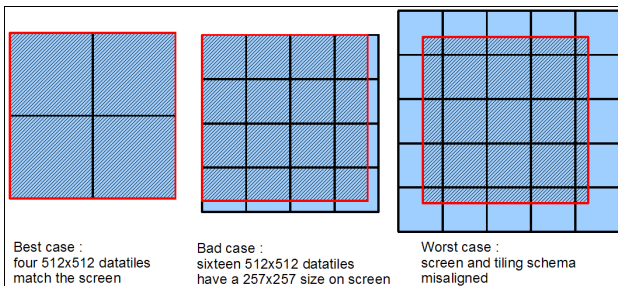 Best case :
four 512x512 datatiles
match the screen
Bad case :
sixteen 512x512 datatiles
have a 257x257 size on screen
Worst case :
screen and tiling schema
misaligned